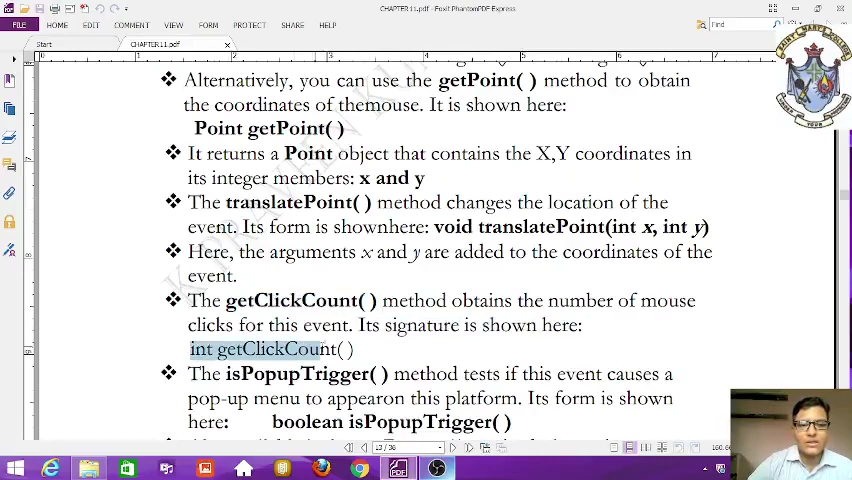 CHAPTER11.pdf - Foxit PhantomPDF Express
FILE HOME COMMENT VIEW FORM PROTECT SHARE HELP
Find
Start CHAPTER11.pdf
❖ Alternatively, you can use the getPoint( ) method to obtain
the coordinates of themouse. It is shown here:
Point getPoint( )
❖ It returns a Point object that contains the X,Y coordinates in
its integer members: x and y
❖ The translatePoint( ) method changes the location of the
event. Its form is shownhere: void translatePoint(int x, int y)
❖ Here, the arguments x and y are added to the coordinates of the
event.
❖ The getClickCount( ) method obtains the number of mouse
clicks for this event. Its signature is shown here:
int getClickCount( )
❖ The isPopupTrigger( ) method tests if this event causes a
pop-up menu to appearon this platform. Its form is shown
here: boolean isPopupTrigger( )
K PRAVEEN KU
13 / 36